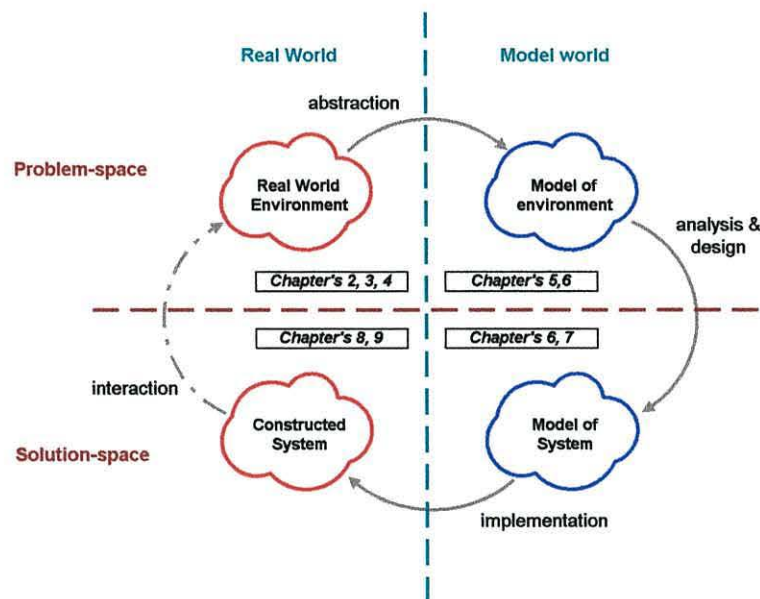 Real World
Model world
abstraction
Problem-space
Real World
Environment
Model of
environment
analysis &
design
Chapter's 2, 3, 4
Chapter's 5,6
Chapter's 8, 9
Chapter's 6, 7
interaction
Constructed
System
Model of
System
Solution-space
implementation